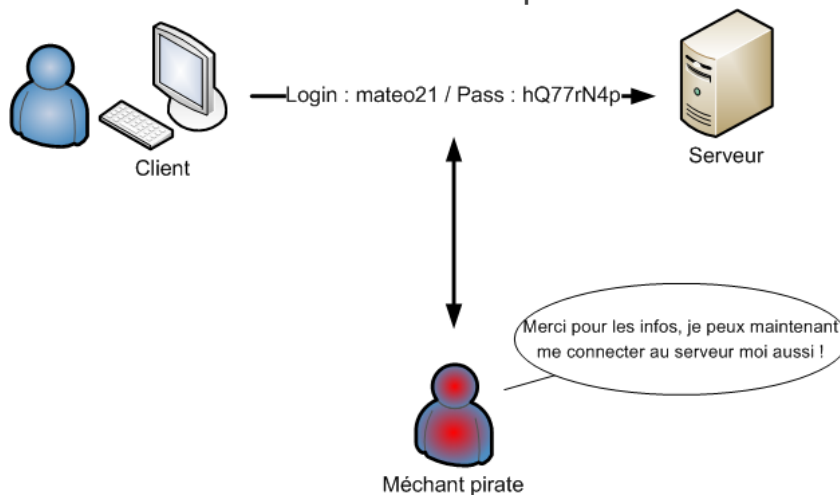 Login : mateo21 / Pass : hQ77rN4p
Client
Serveur
Merci pour les infos, je peux maintenant
me connecter au serveur moi aussi !
Méchant pirate